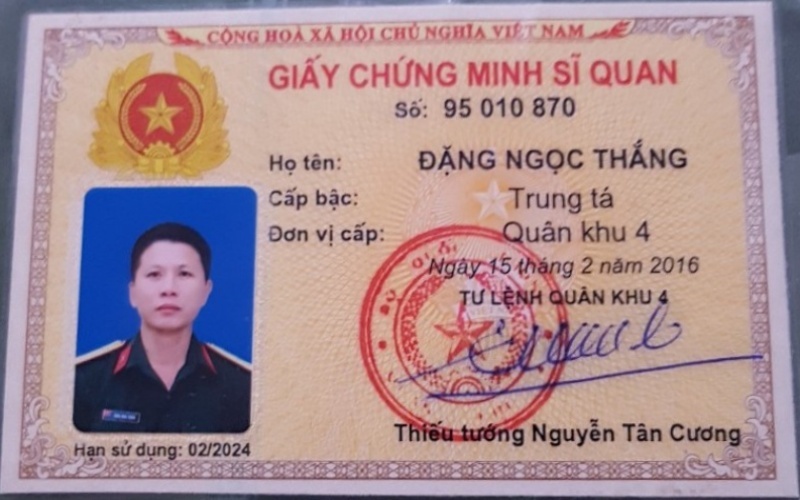 CỘNG HOÀ XÃ HỘI CHỦ NGHĨA VIỆT NAM
GIẤY CHỨNG MINH SĨ QUAN
Số: 95 010 870
Họ tên: ĐẶNG NGỌC THẮNG
Cấp bậc: Trung tá
Đơn vị cấp: Quân khu 4
Ngày 15 tháng 2 năm 2016
TƯ LỆNH QUÂN KHU 4
Thiếu tướng Nguyễn Tân Cương
Hạn sử dụng: 02/2024